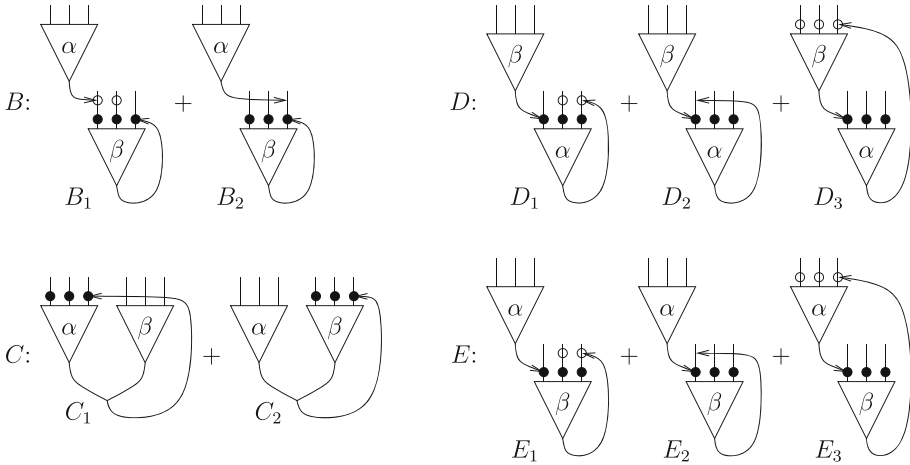 B: α β B₁ + α β B₂
D: β α D₁ + β α D₂ + β α D₃
C: α β C₁ + α β C₂
E: α β E₁ + α β E₂ + α β E₃